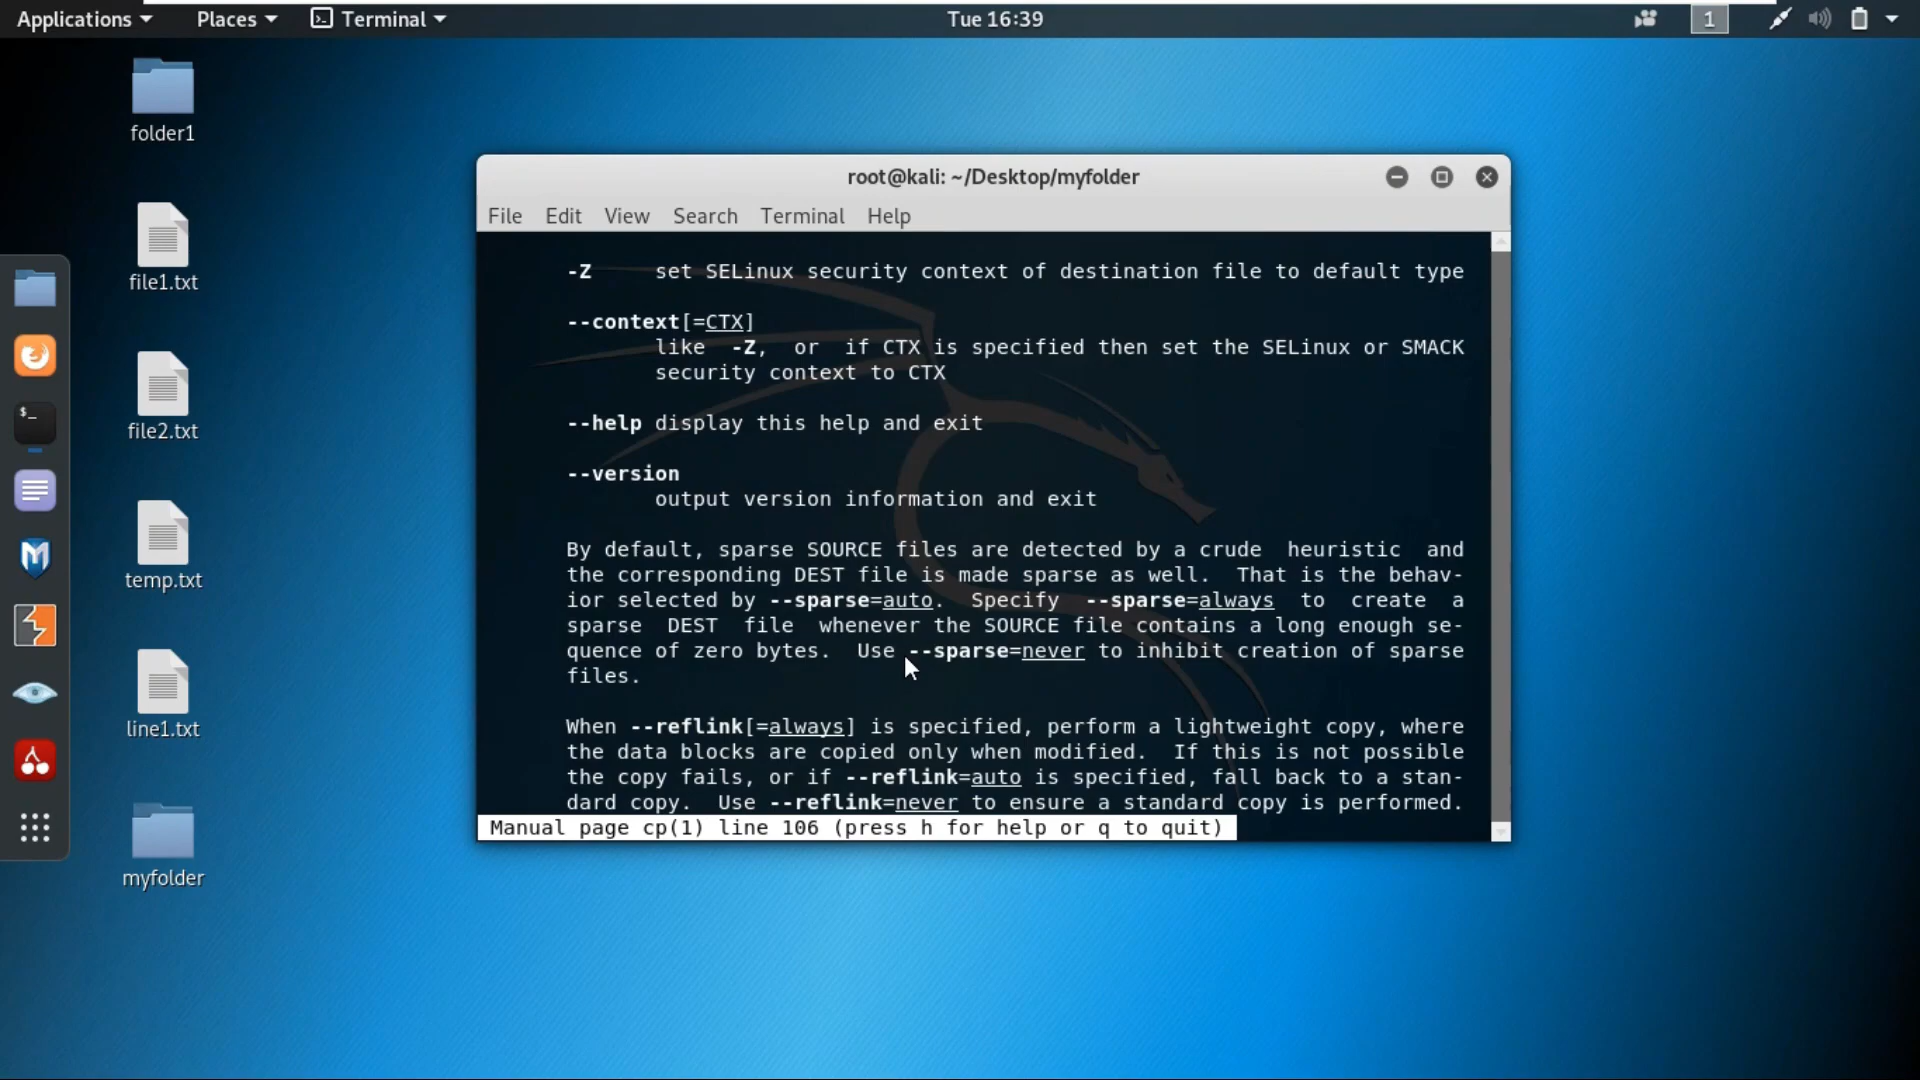 Applications Places Terminal Tue 16:39 1
folder1
file1.txt
file2.txt
temp.txt
line1.txt
myfolder
$_
root@kali: ~/Desktop/myfolder
File Edit View Search Terminal Help
-Z set SELinux security context of destination file to default type
--context[=CTX]
like -Z, or if CTX is specified then set the SELinux or SMACK
security context to CTX
--help display this help and exit
--version
output version information and exit
By default, sparse SOURCE files are detected by a crude heuristic and
the corresponding DEST file is made sparse as well. That is the behav-
ior selected by --sparse=auto. Specify --sparse=always to create a
sparse DEST file whenever the SOURCE file contains a long enough se-
quence of zero bytes. Use --sparse=never to inhibit creation of sparse
files.
When --reflink[=always] is specified, perform a lightweight copy, where
the data blocks are copied only when modified. If this is not possible
the copy fails, or if --reflink=auto is specified, fall back to a stan-
dard copy. Use --reflink=never to ensure a standard copy is performed.
Manual page cp(1) line 106 (press h for help or q to quit)